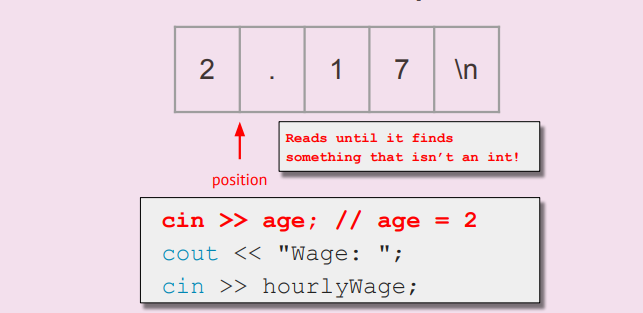 2 . 1 7 \n
Reads until it finds
something that isn't an int!
position
cin >> age; // age = 2
cout << "Wage: ";
cin >> hourlyWage;